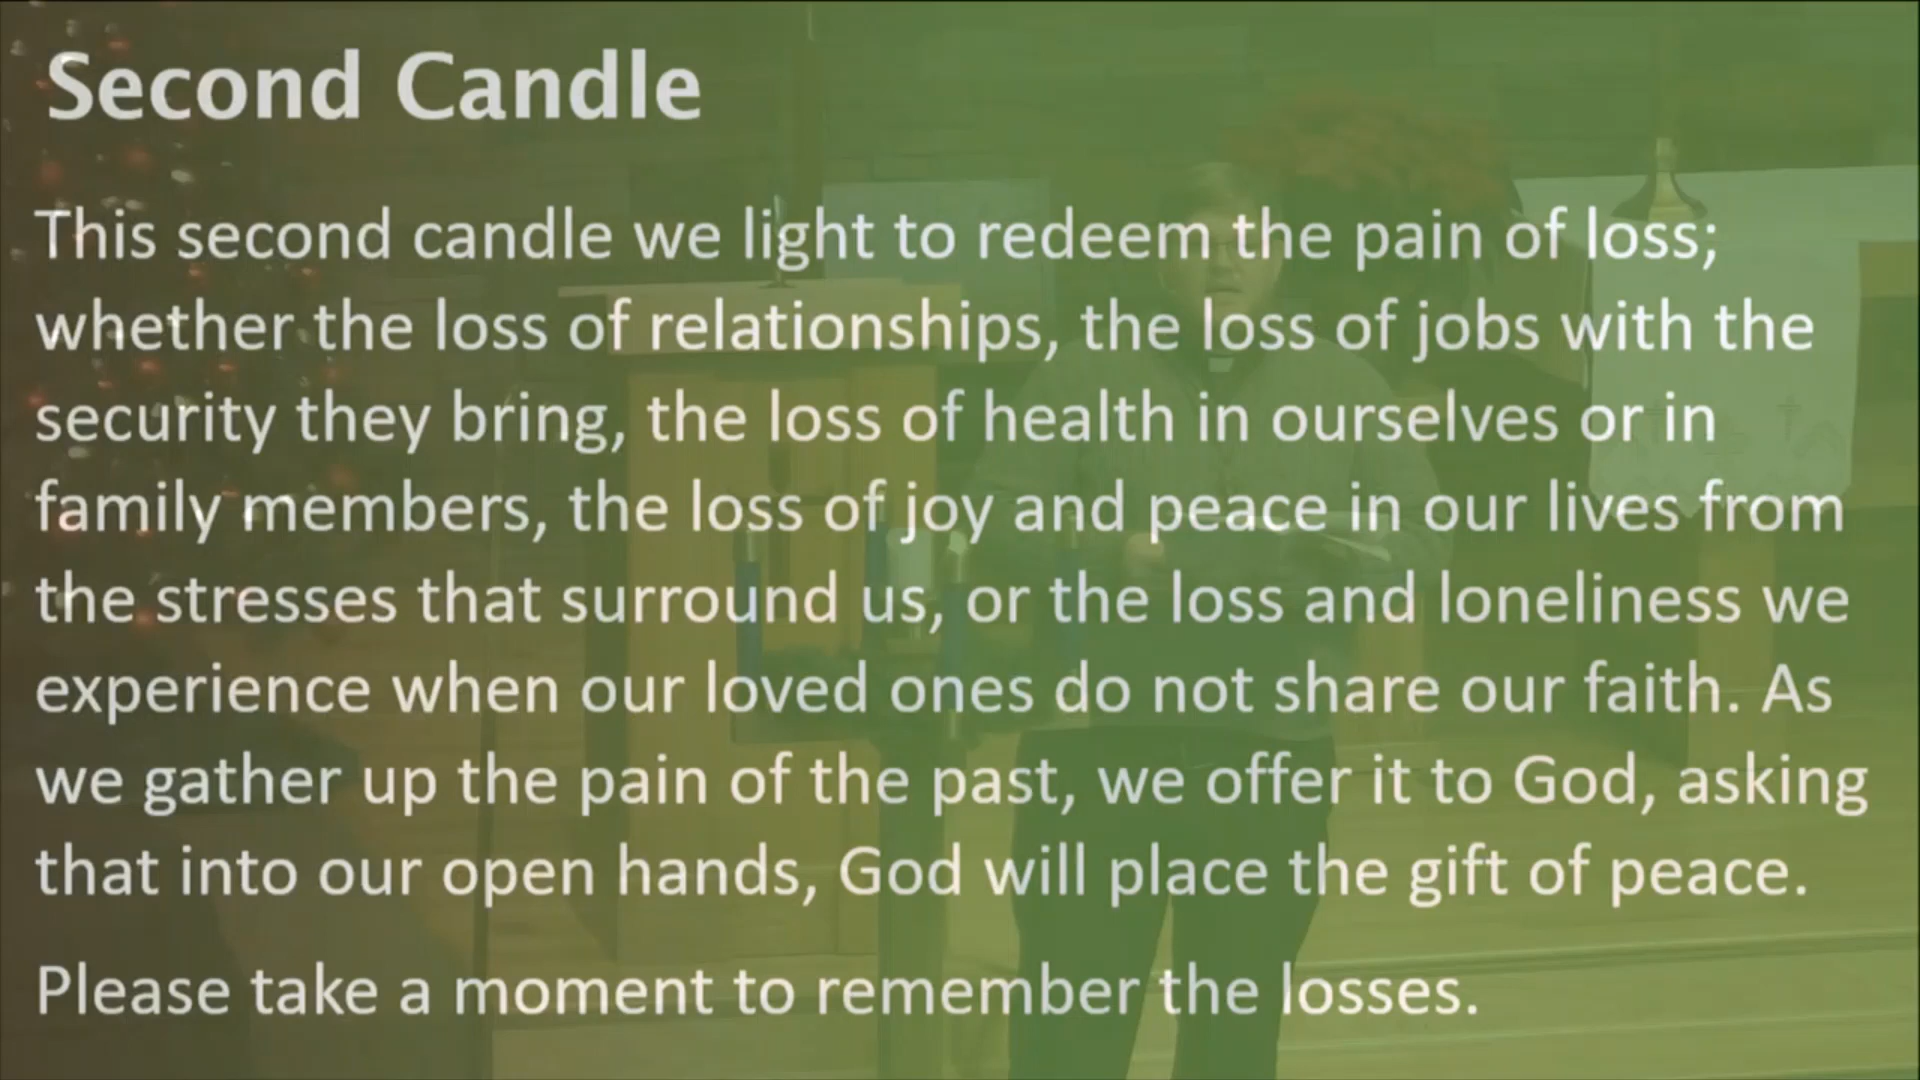 Second Candle
This second candle we light to redeem the pain of loss;
whether the loss of relationships, the loss of jobs with the
security they bring, the loss of health in ourselves or in
family members, the loss of joy and peace in our lives from
the stresses that surround us, or the loss and loneliness we
experience when our loved ones do not share our faith. As
we gather up the pain of the past, we offer it to God, asking
that into our open hands, God will place the gift of peace.
Please take a moment to remember the losses.